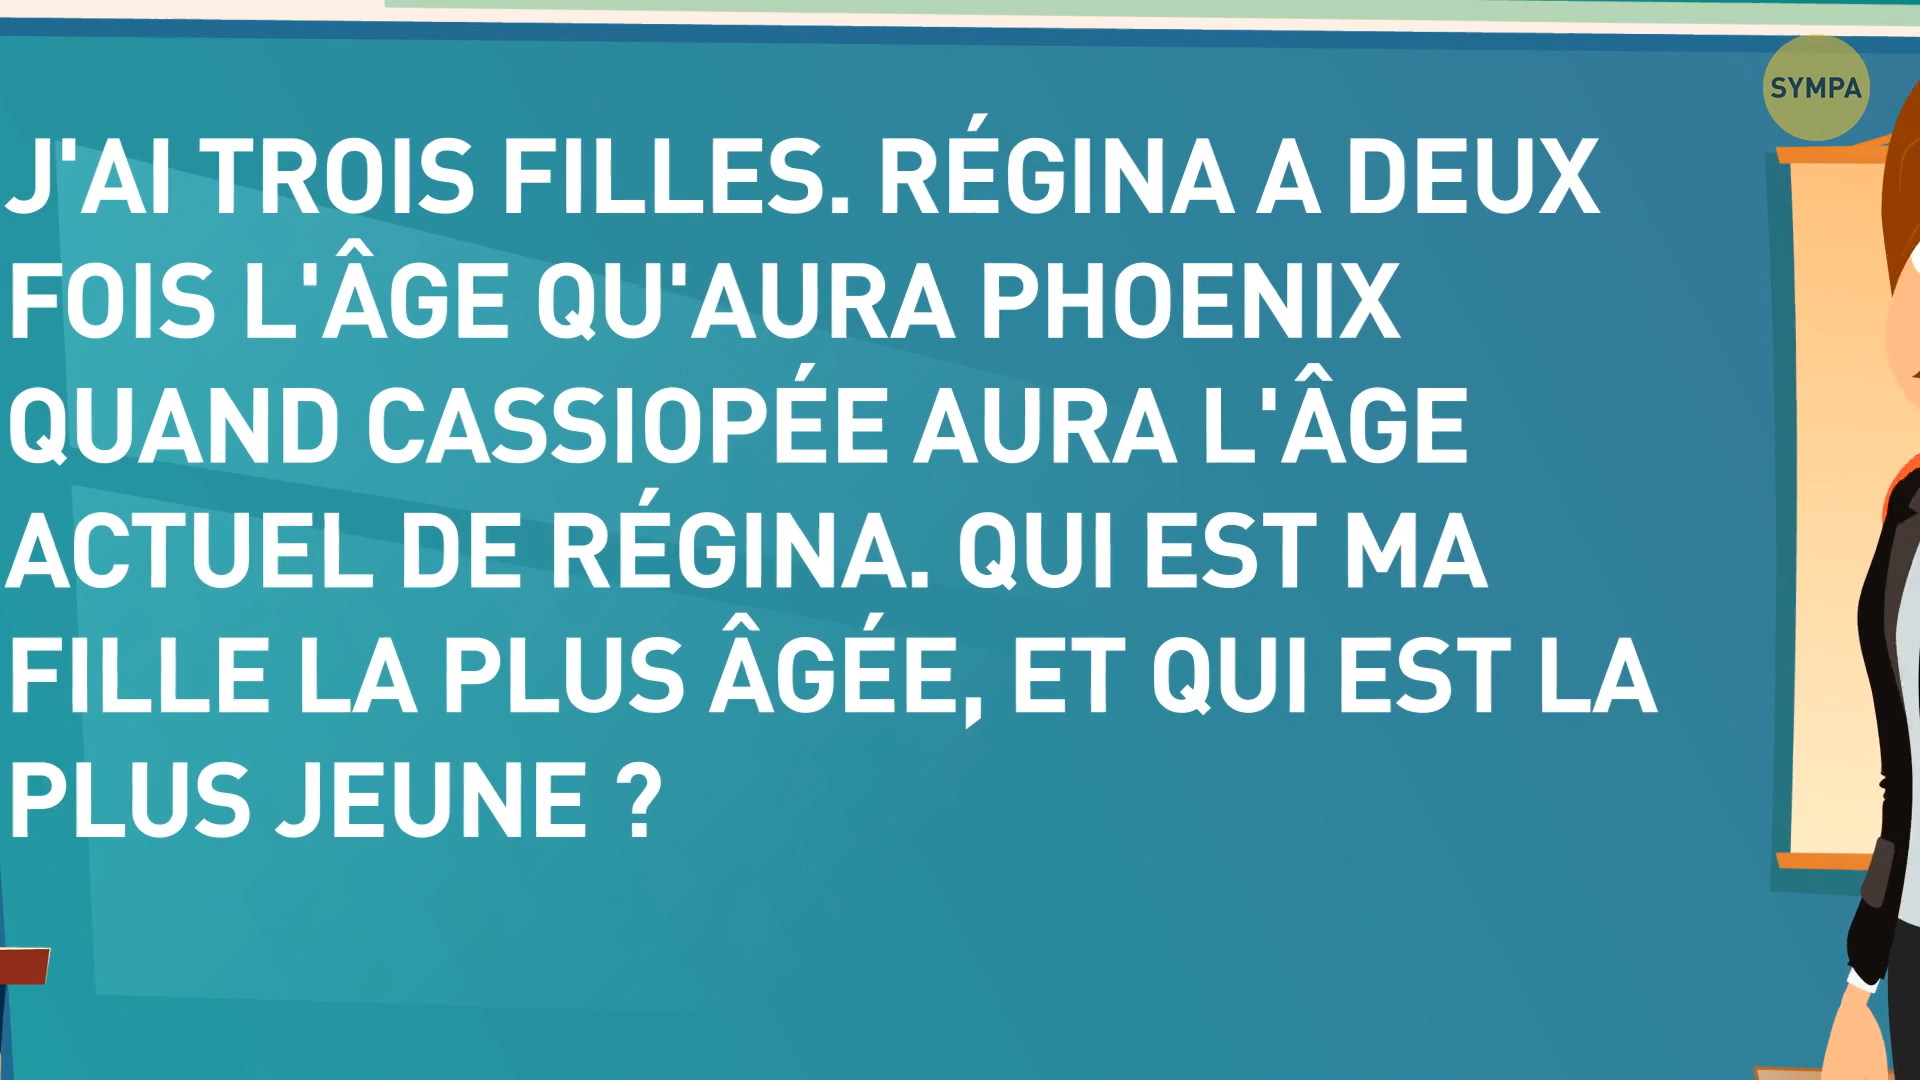 SYMPA
J'AI TROIS FILLES. RÉGINA A DEUX
FOIS L'ÂGE QU'AURA PHOENIX
QUAND CASSIOPÉE AURA L'ÂGE
ACTUEL DE RÉGINA. QUI EST MA
FILLE LA PLUS ÂGÉE, ET QUI EST LA
PLUS JEUNE ?